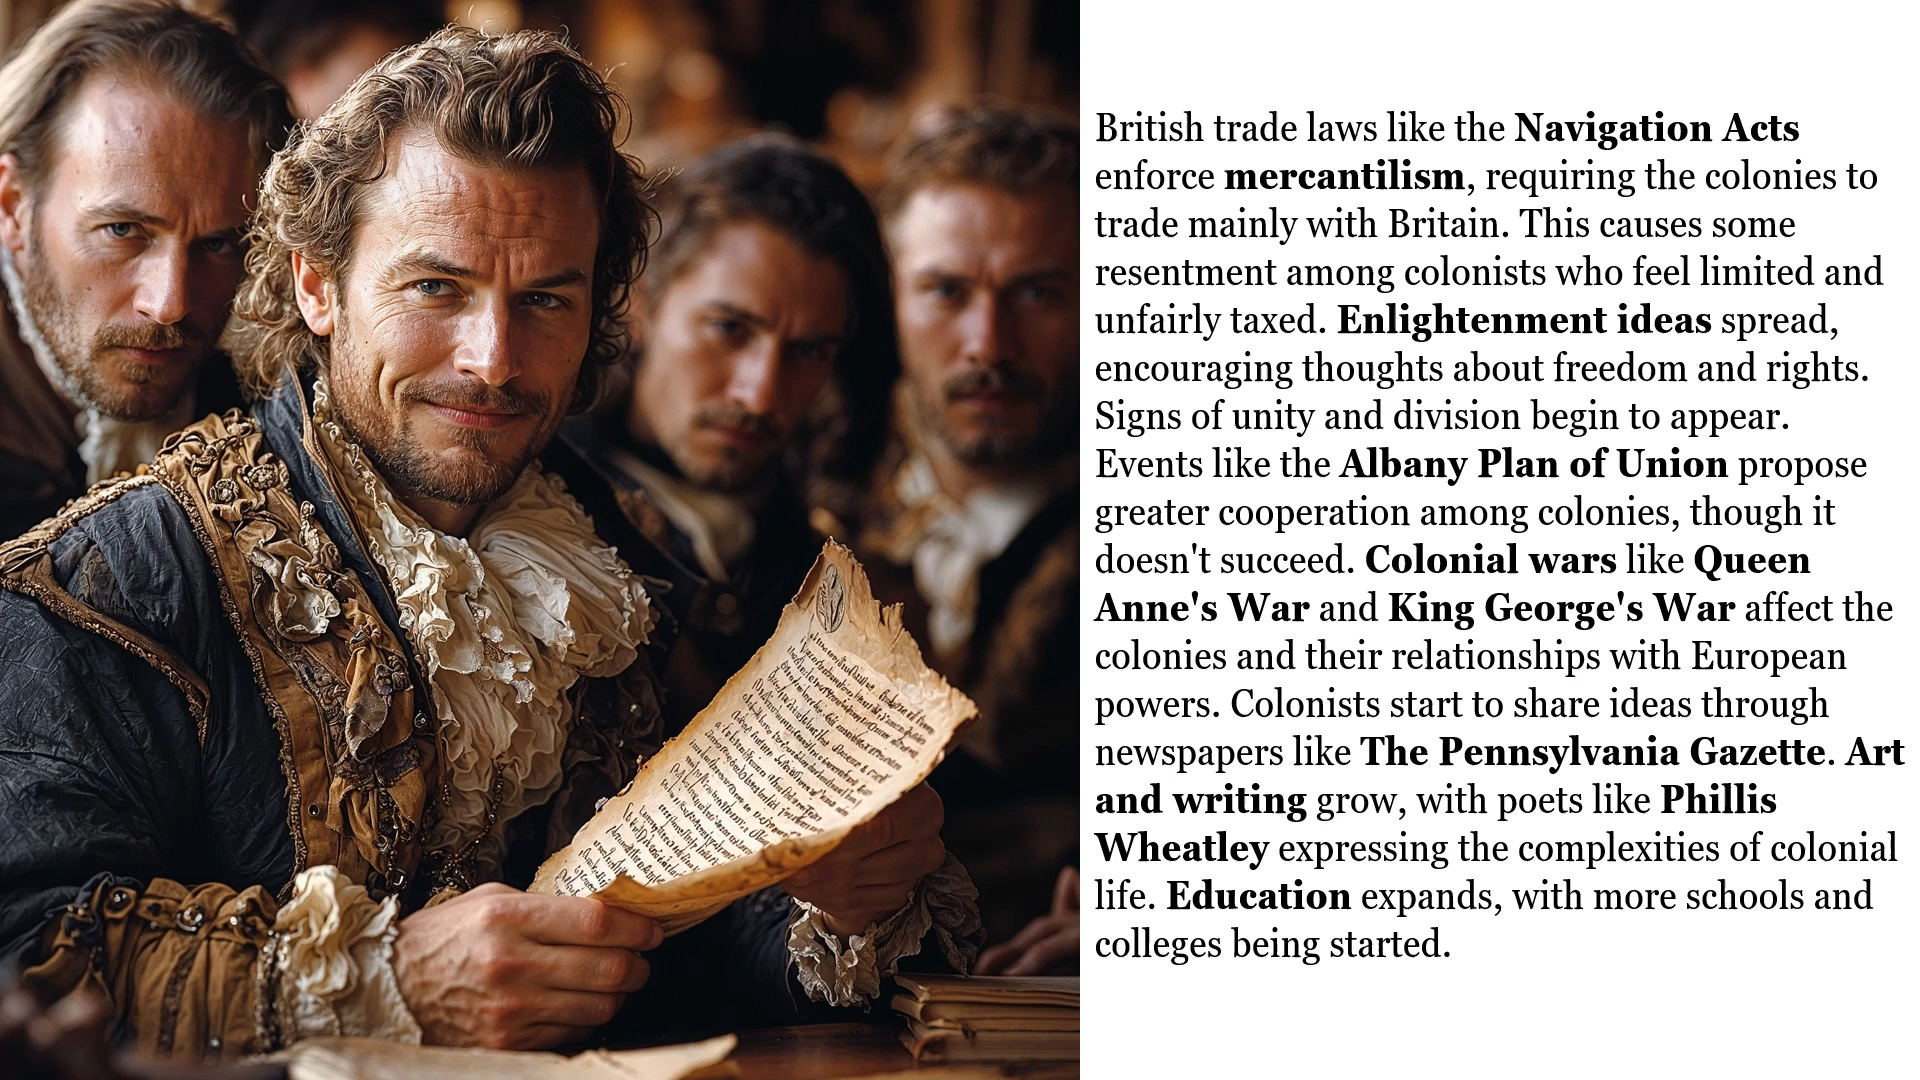 British trade laws like the Navigation Acts
enforce mercantilism, requiring the colonies to
trade mainly with Britain. This causes some
resentment among colonists who feel limited and
unfairly taxed. Enlightenment ideas spread,
encouraging thoughts about freedom and rights.
Signs of unity and division begin to appear.
Events like the Albany Plan of Union propose
greater cooperation among colonies, though it
doesn't succeed. Colonial wars like Queen
Anne's War and King George's War affect the
colonies and their relationships with European
powers. Colonists start to share ideas through
newspapers like The Pennsylvania Gazette. Art
and writing grow, with poets like Phillis
Wheatley expressing the complexities of colonial
life. Education expands, with more schools and
colleges being started.